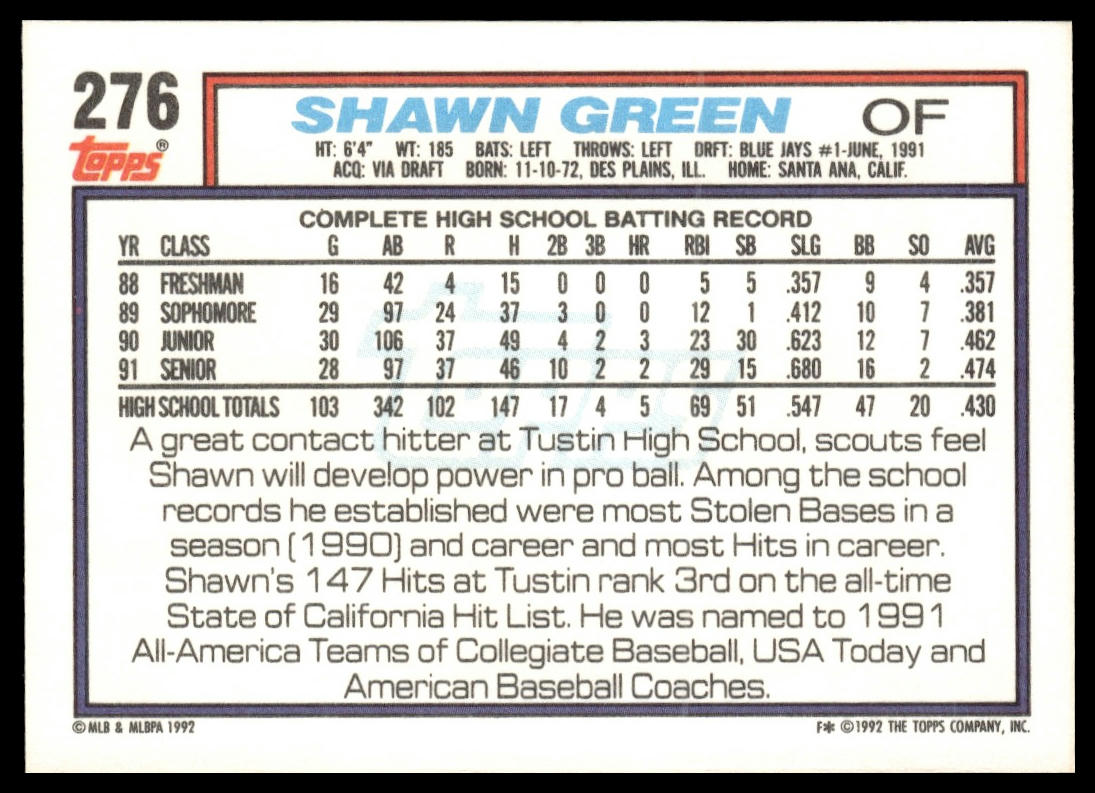 276
Topps®
SHAWN GREEN OF
HT: 6'4" WT: 185 BATS: LEFT THROWS: LEFT DRFT: BLUE JAYS #1-JUNE, 1991
ACQ: VIA DRAFT BORN: 11-10-72, DES PLAINS, ILL. HOME: SANTA ANA, CALIF.
COMPLETE HIGH SCHOOL BATTING RECORD
YR CLASS G AB R H 2B 3B HR RBI SB SLG BB SO AVG
88 FRESHMAN 16 42 4 15 0 0 0 5 5 .357 9 4 .357
89 SOPHOMORE 29 97 24 37 3 0 0 12 1 .412 10 7 .381
90 JUNIOR 30 106 37 49 4 2 3 23 30 .623 12 7 .462
91 SENIOR 28 97 37 46 10 2 2 29 15 .680 16 2 .474
HIGH SCHOOL TOTALS 103 342 102 147 17 4 5 69 51 .547 47 20 .430
A great contact hitter at Tustin High School, scouts feel
Shawn will develop power in pro ball. Among the school
records he established were most Stolen Bases in a
season (1990) and career and most Hits in career.
Shawn's 147 Hits at Tustin rank 3rd on the all-time
State of California Hit List. He was named to 1991
All-America Teams of Collegiate Baseball, USA Today and
American Baseball Coaches.
© MLB & MLBPA 1992
F✻ © 1992 THE TOPPS COMPANY, INC.